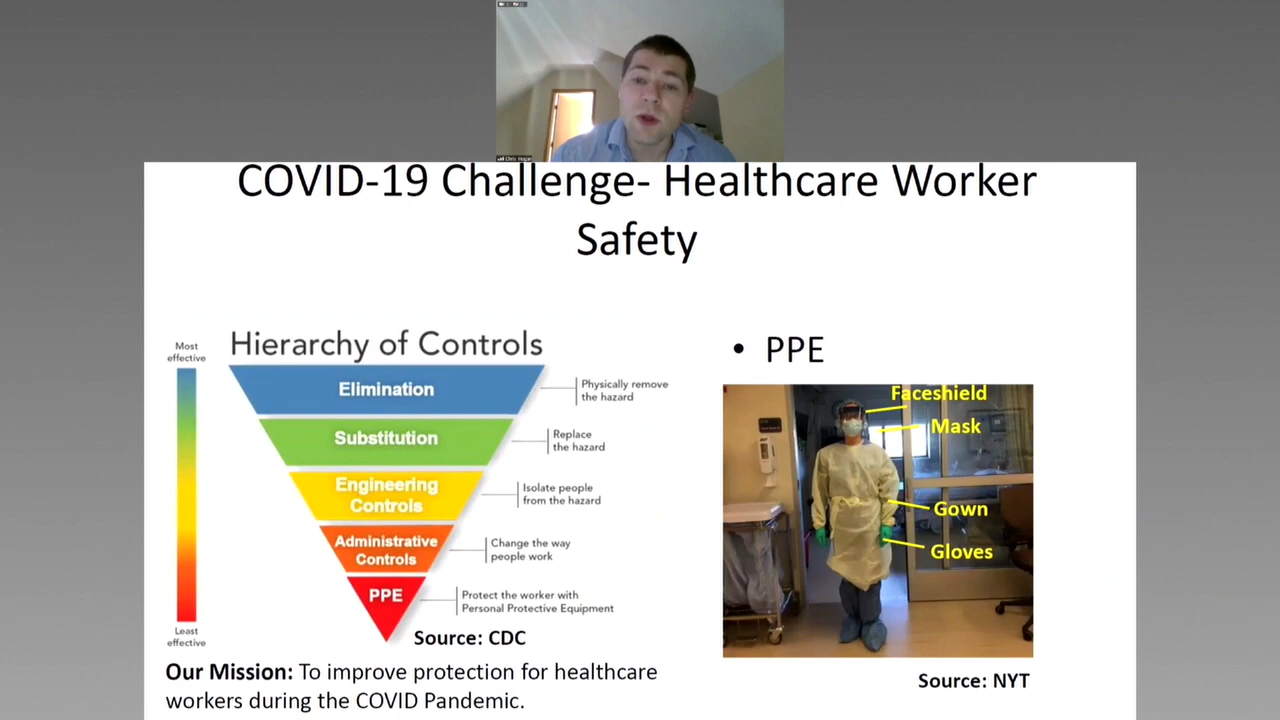 COVID-19 Challenge- Healthcare Worker
Safety
Most
effective
Hierarchy of Controls
Elimination
Physically remove
the hazard
Substitution
Replace
the hazard
Engineering
Controls
Isolate people
from the hazard
Administrative
Controls
Change the way
people work
PPE
Protect the worker with
Personal Protective Equipment
Least
effective
Source: CDC
Our Mission: To improve protection for healthcare
workers during the COVID Pandemic.
• PPE
Faceshield
Mask
Gown
Gloves
Source: NYT